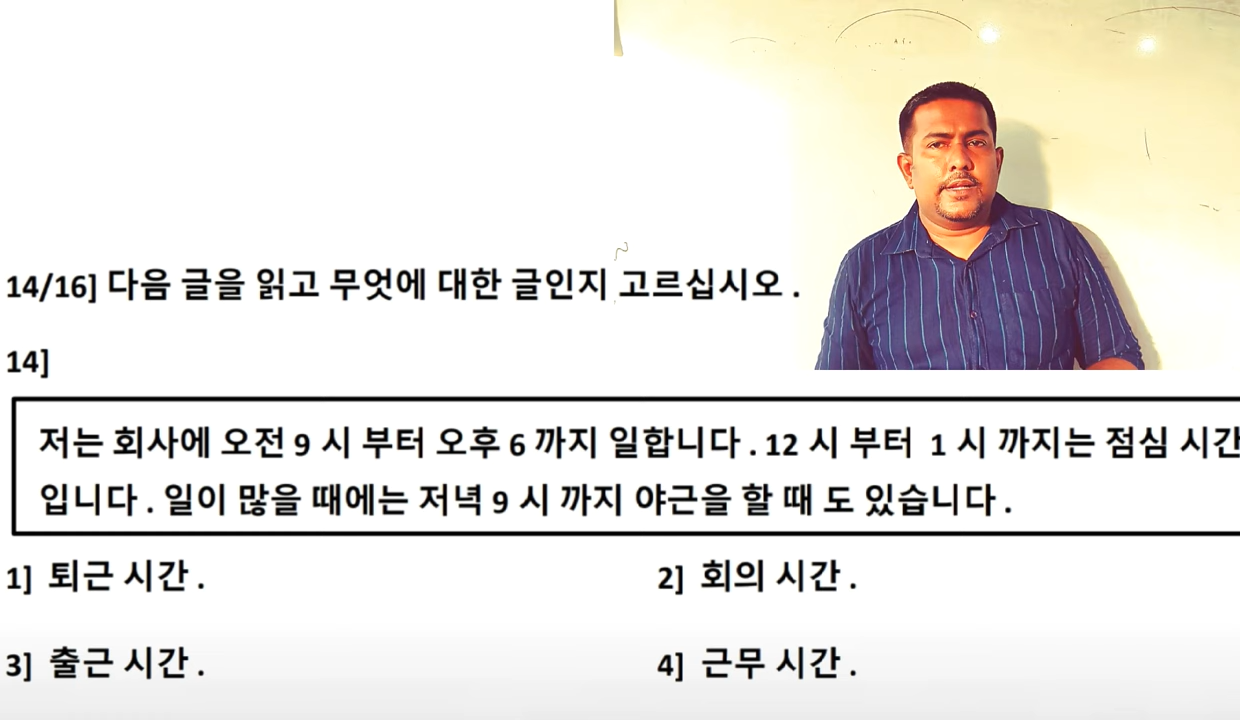 14/16] 다음 글을 읽고 무엇에 대한 글인지 고르십시오 .
14]
저는 회사에 오전 9 시 부터 오후 6 까지 일합니다 . 12 시 부터 1 시 까지는 점심 시간
입니다 . 일이 많을 때에는 저녁 9 시 까지 야근을 할 때 도 있습니다 .
1] 퇴근 시간 .
2] 회의 시간 .
3] 출근 시간 .
4] 근무 시간 .